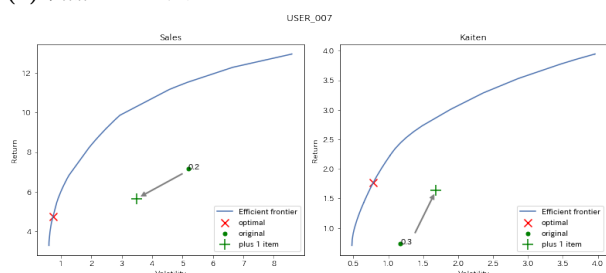 USER_007
Sales
Kaiten
Return
12
10
8
6
4
0.2
Efficient frontier
optimal
original
plus 1 item
1 2 3 4 5 6 7 8
Volatility
Return
4.0
3.5
3.0
2.5
2.0
1.5
1.0
0.3
Efficient frontier
optimal
original
plus 1 item
0.5 1.0 1.5 2.0 2.5 3.0 3.5 4.0
Volatility